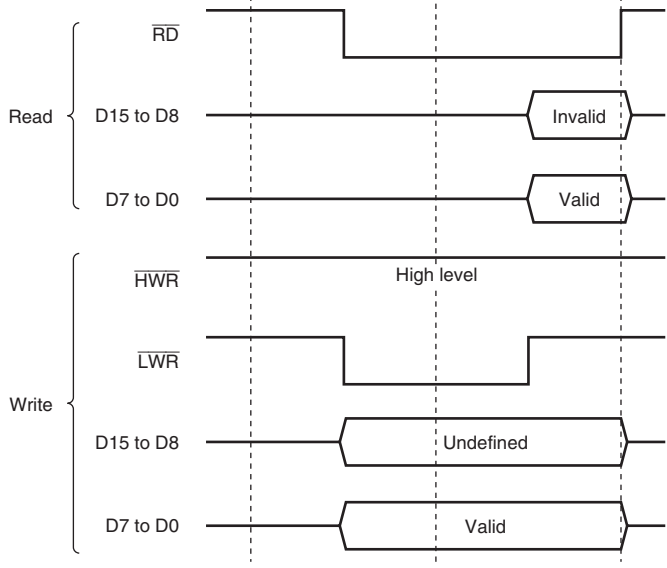 RD
Read
D15 to D8
Invalid
D7 to D0
Valid
HWR
High level
LWR
Write
D15 to D8
Undefined
D7 to D0
Valid